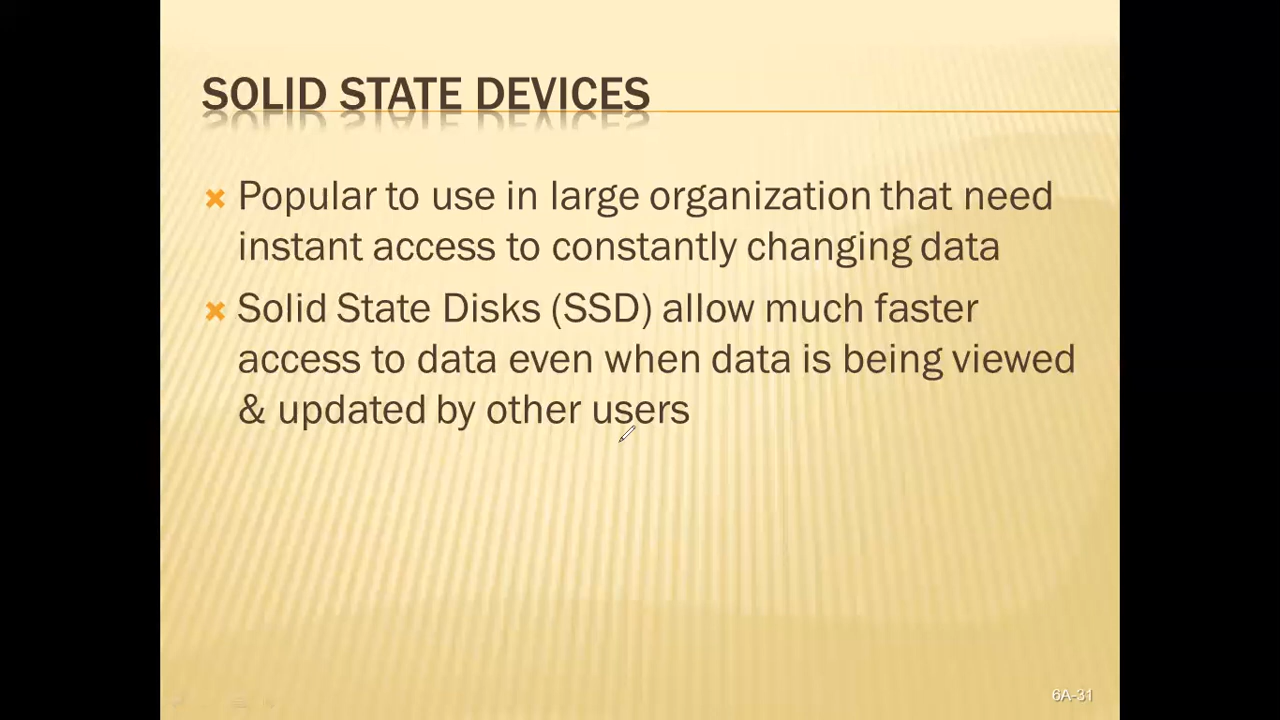 SOLID STATE DEVICES
Popular to use in large organization that need
instant access to constantly changing data
Solid State Disks (SSD) allow much faster
access to data even when data is being viewed
& updated by other users
6A-31